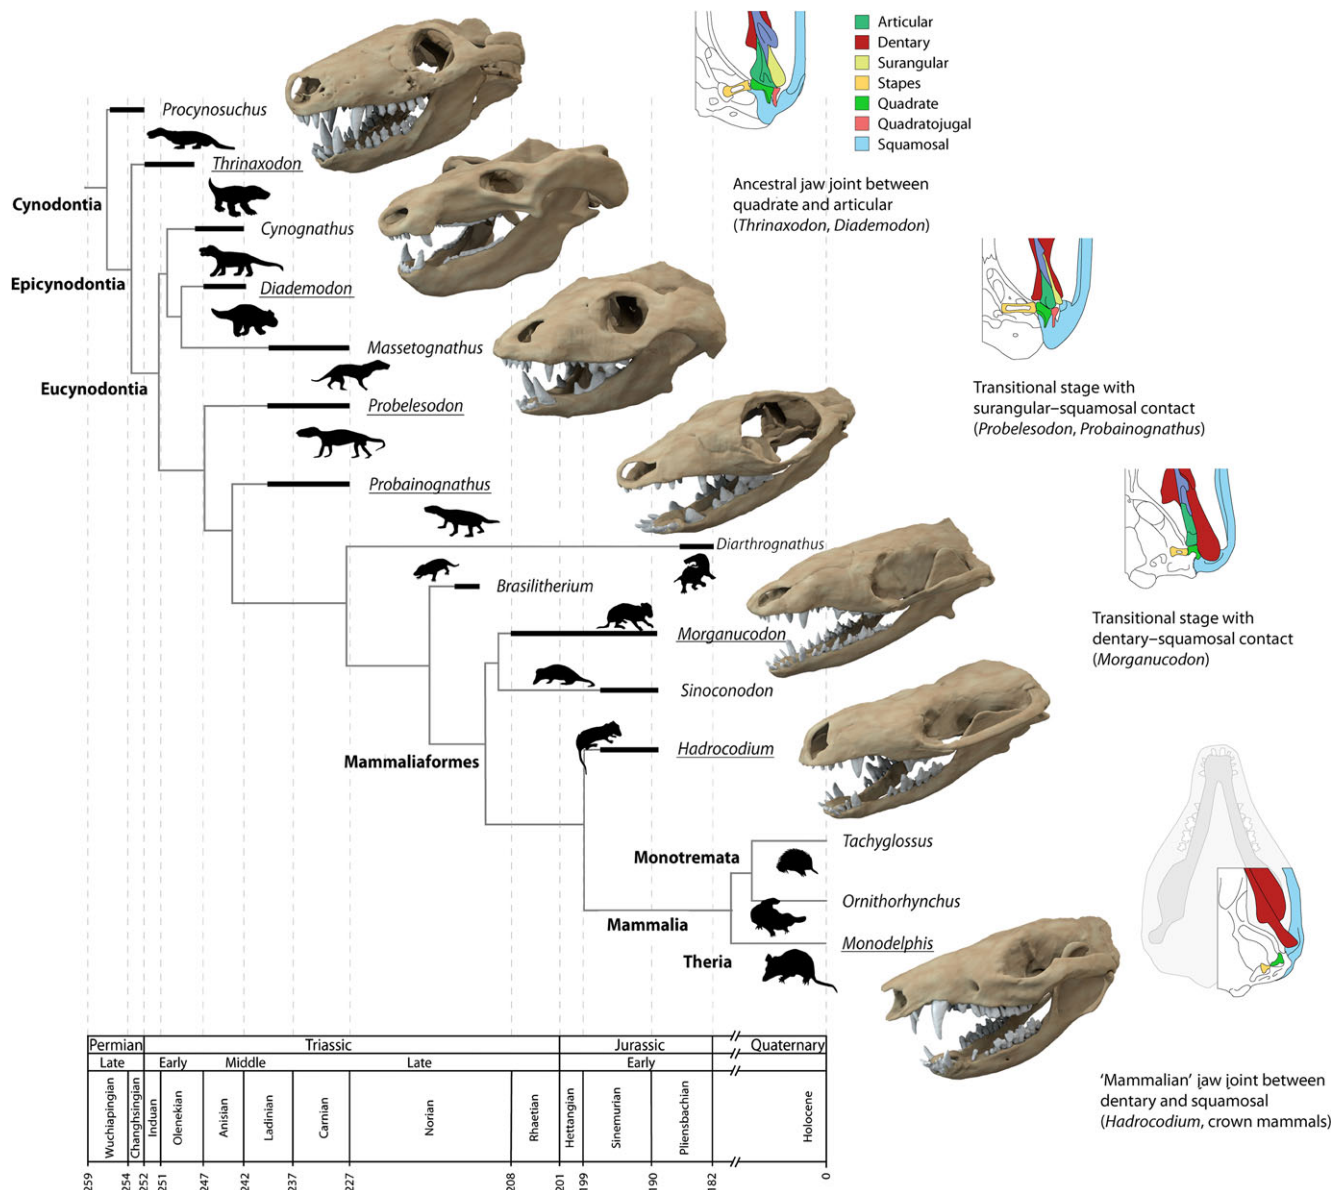 Articular
Dentary
Surangular
Stapes
Quadrate
Quadratojugal
Squamosal
Procynosuchus
Thrinaxodon
Cynodontia
Ancestral jaw joint between
quadrate and articular
(Thrinaxodon, Diademodon)
Cynognathus
Epicynodontia
Diademodon
Massetognathus
Eucynodontia
Transitional stage with
surangular–squamosal contact
(Probelesodon, Probainognathus)
Probelesodon
Probainognathus
Diarthrognathus
Brasilitherium
Morganucodon
Transitional stage with
dentary–squamosal contact
(Morganucodon)
Sinoconodon
Hadrocodium
Mammaliaformes
Tachyglossus
Monotremata
Ornithorhynchus
Mammalia
Monodelphis
Theria
'Mammalian' jaw joint between
dentary and squamosal
(Hadrocodium, crown mammals)
Permian Triassic Jurassic Quaternary
Late Early Middle Late Early
Wuchiapingian Changhsingian Induan Olenekian Anisian Ladinian Carnian Norian Rhaetian Hettangian Sinemurian Pliensbachian Holocene
259 254 252 251 247 242 237 227 208 201 199 190 182 0